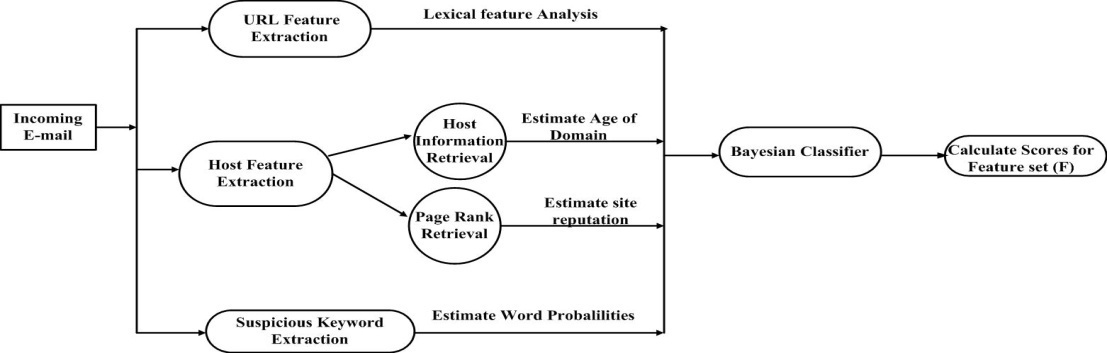 URL Feature
Extraction
Lexical feature Analysis
Incoming
E-mail
Host Feature
Extraction
Host
Information
Retrieval
Estimate Age of
Domain
Page Rank
Retrieval
Estimate site
reputation
Suspicious Keyword
Extraction
Estimate Word Probalilities
Bayesian Classifier
Calculate Scores for
Feature set (F)